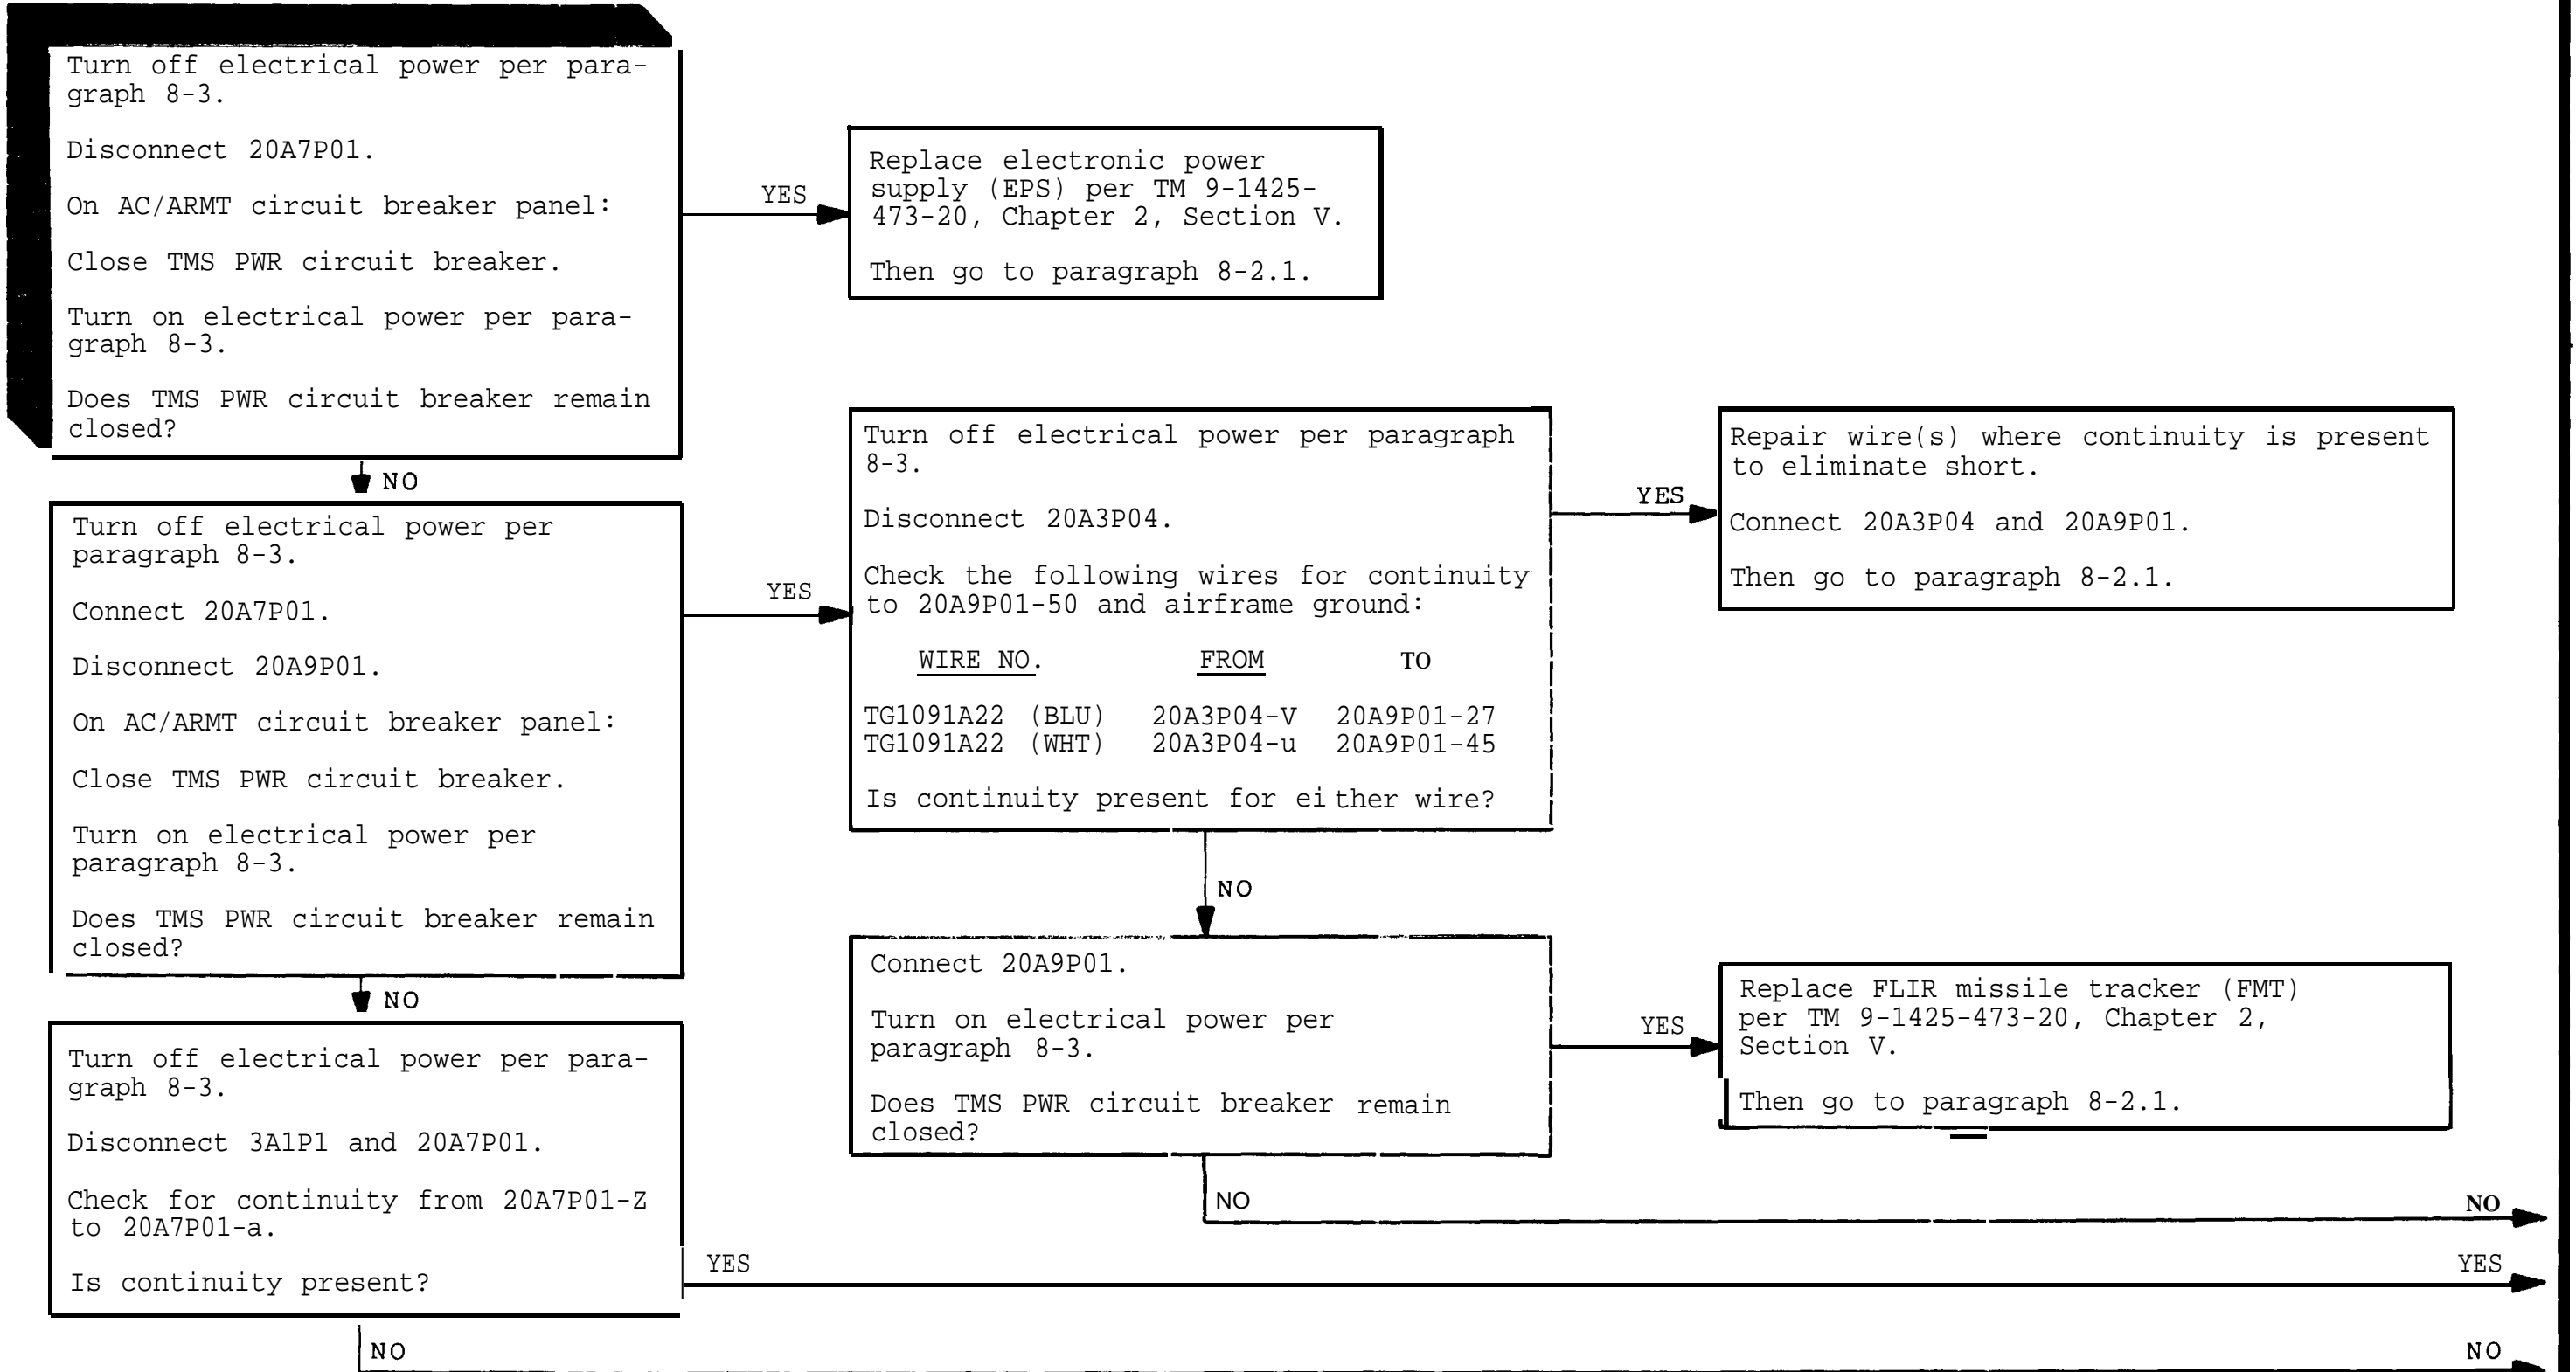 Turn off electrical power per para-
graph 8-3.
Disconnect 20A7P01.
On AC/ARMT circuit breaker panel:
Close TMS PWR circuit breaker.
Turn on electrical power per para-
graph 8-3.
Does TMS PWR circuit breaker remain
closed?
YES
Replace electronic power
supply (EPS) per TM 9-1425-
473-20, Chapter 2, Section V.
Then go to paragraph 8-2.1.
NO
Turn off electrical power per
paragraph 8-3.
Connect 20A7P01.
Disconnect 20A9P01.
On AC/ARMT circuit breaker panel:
Close TMS PWR circuit breaker.
Turn on electrical power per
paragraph 8-3.
Does TMS PWR circuit breaker remain
closed?
YES
Turn off electrical power per paragraph
8-3.
Disconnect 20A3P04.
Check the following wires for continuity
to 20A9P01-50 and airframe ground:
WIRE NO. FROM TO
TG1091A22 (BLU) 20A3P04-V 20A9P01-27
TG1091A22 (WHT) 20A3P04-u 20A9P01-45
Is continuity present for either wire?
YES
Repair wire(s) where continuity is present
to eliminate short.
Connect 20A3P04 and 20A9P01.
Then go to paragraph 8-2.1.
NO
Connect 20A9P01.
Turn on electrical power per
paragraph 8-3.
Does TMS PWR circuit breaker remain
closed?
YES
Replace FLIR missile tracker (FMT)
per TM 9-1425-473-20, Chapter 2,
Section V.
Then go to paragraph 8-2.1.
NO
NO
NO
Turn off electrical power per para-
graph 8-3.
Disconnect 3A1P1 and 20A7P01.
Check for continuity from 20A7P01-Z
to 20A7P01-a.
Is continuity present?
YES
YES
NO
NO